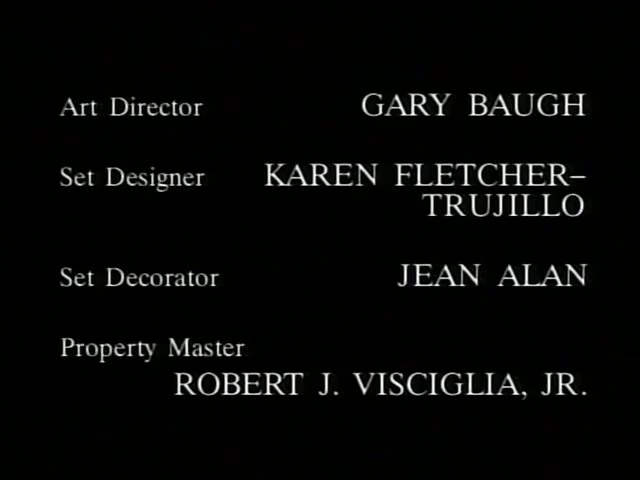 Art Director GARY BAUGH
Set Designer KAREN FLETCHER–
TRUJILLO
Set Decorator JEAN ALAN
Property Master
ROBERT J. VISCIGLIA, JR.